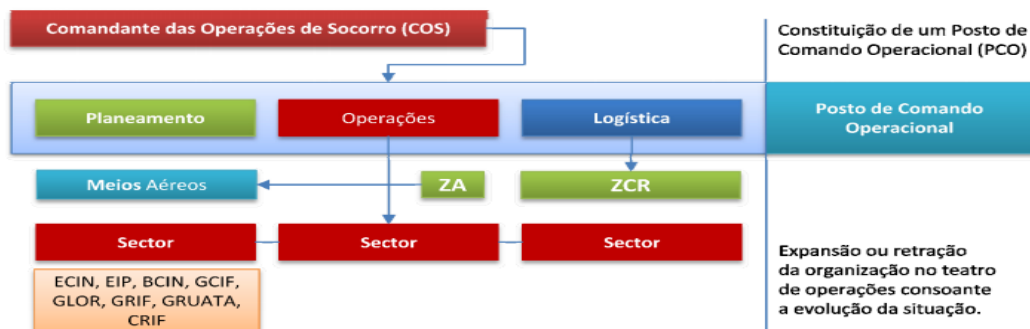 Comandante das Operações de Socorro (COS)
Constituição de um Posto de
Comando Operacional (PCO)
Planeamento
Operações
Logística
Posto de Comando
Operacional
Meios Aéreos
ZA
ZCR
Sector
Sector
Sector
ECIN, EIP, BCIN, GCIF,
GLOR, GRIF, GRUATA,
CRIF
Expansão ou retração
da organização no teatro
de operações consoante
a evolução da situação.